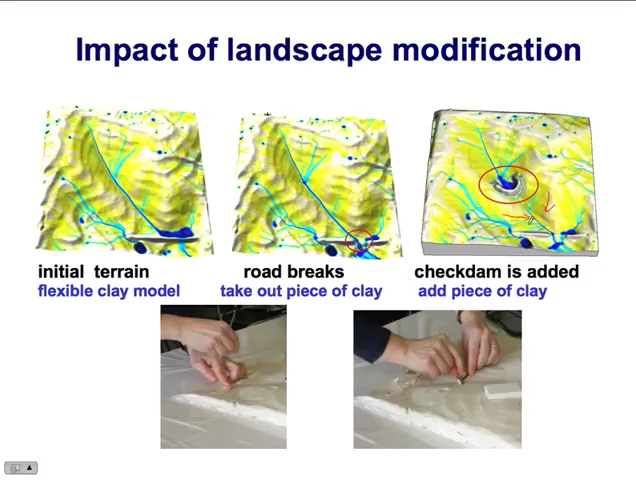 Impact of landscape modification
initial terrain
flexible clay model
road breaks
take out piece of clay
checkdam is added
add piece of clay